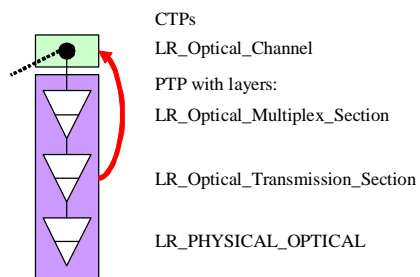 CTPs
LR_Optical_Channel
PTP with layers:
LR_Optical_Multiplex_Section
LR_Optical_Transmission_Section
LR_PHYSICAL_OPTICAL